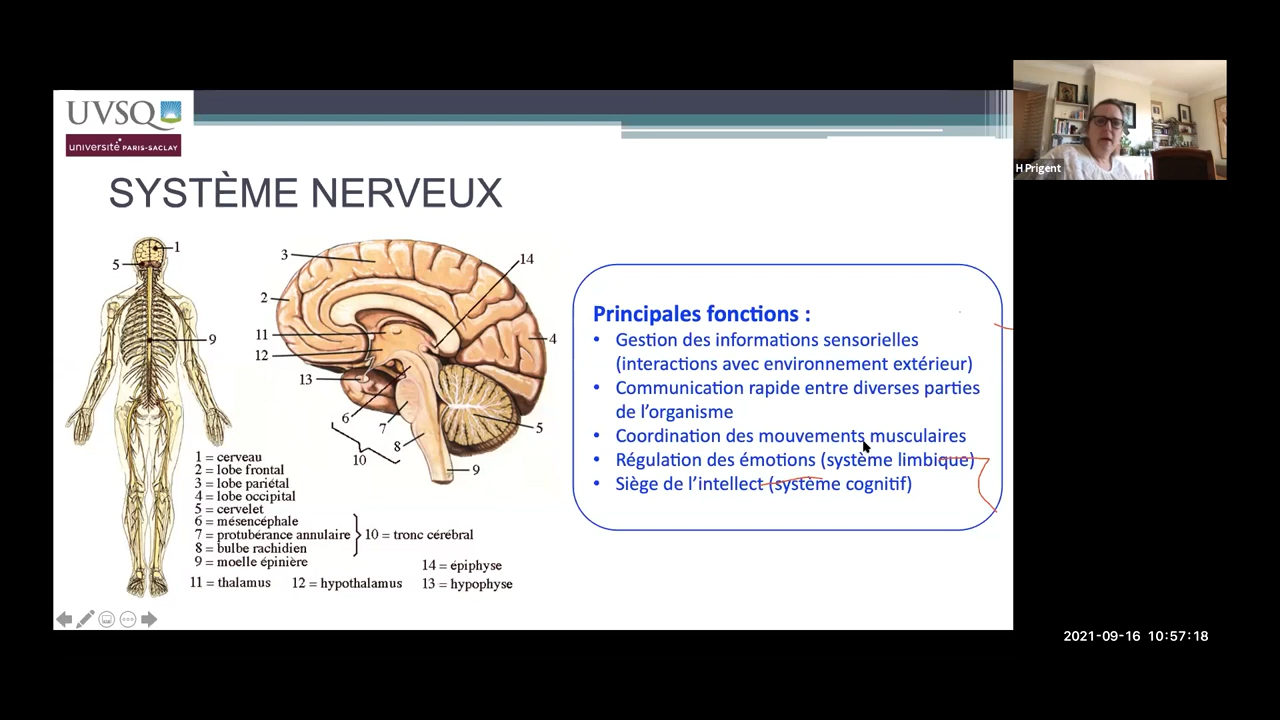 UVSQ
université PARIS-SACLAY
H Prigent
SYSTÈME NERVEUX
1
5
9
3
14
2
11
12
4
13
6
7
5
8
10
9
1 = cerveau
2 = lobe frontal
3 = lobe pariétal
4 = lobe occipital
5 = cervelet
6 = mésencéphale
7 = protubérance annulaire
10 = tronc cérébral
8 = bulbe rachidien
9 = moelle épinière
14 = épiphyse
11 = thalamus
12 = hypothalamus
13 = hypophyse
Principales fonctions :
• Gestion des informations sensorielles
(interactions avec environnement extérieur)
• Communication rapide entre diverses parties
de l'organisme
• Coordination des mouvements musculaires
• Régulation des émotions (système limbique)
• Siège de l'intellect (système cognitif)
2021-09-16 10:57:18